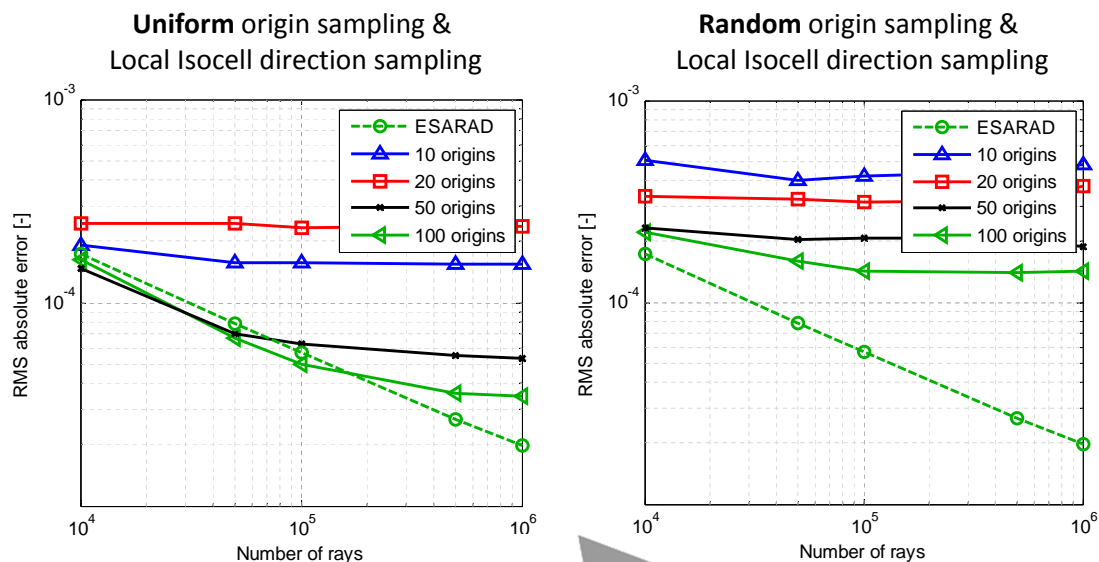 Uniform origin sampling &
Local Isocell direction sampling
10^-3
10^-4
RMS absolute error [-]
ESARAD
10 origins
20 origins
50 origins
100 origins
10^4
10^5
10^6
Number of rays
Random origin sampling &
Local Isocell direction sampling
10^-3
10^-4
RMS absolute error [-]
ESARAD
10 origins
20 origins
50 origins
100 origins
10^4
10^5
10^6
Number of rays